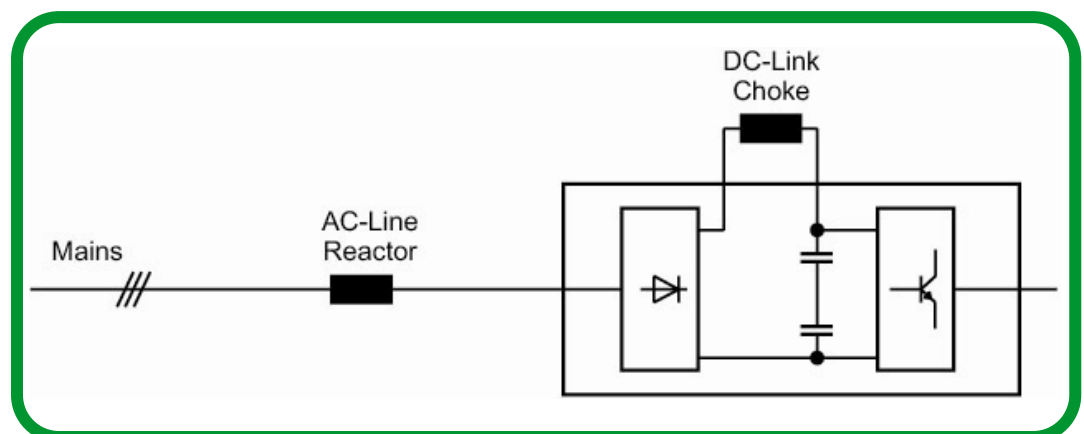 DC-Link
Choke
AC-Line
Reactor
Mains